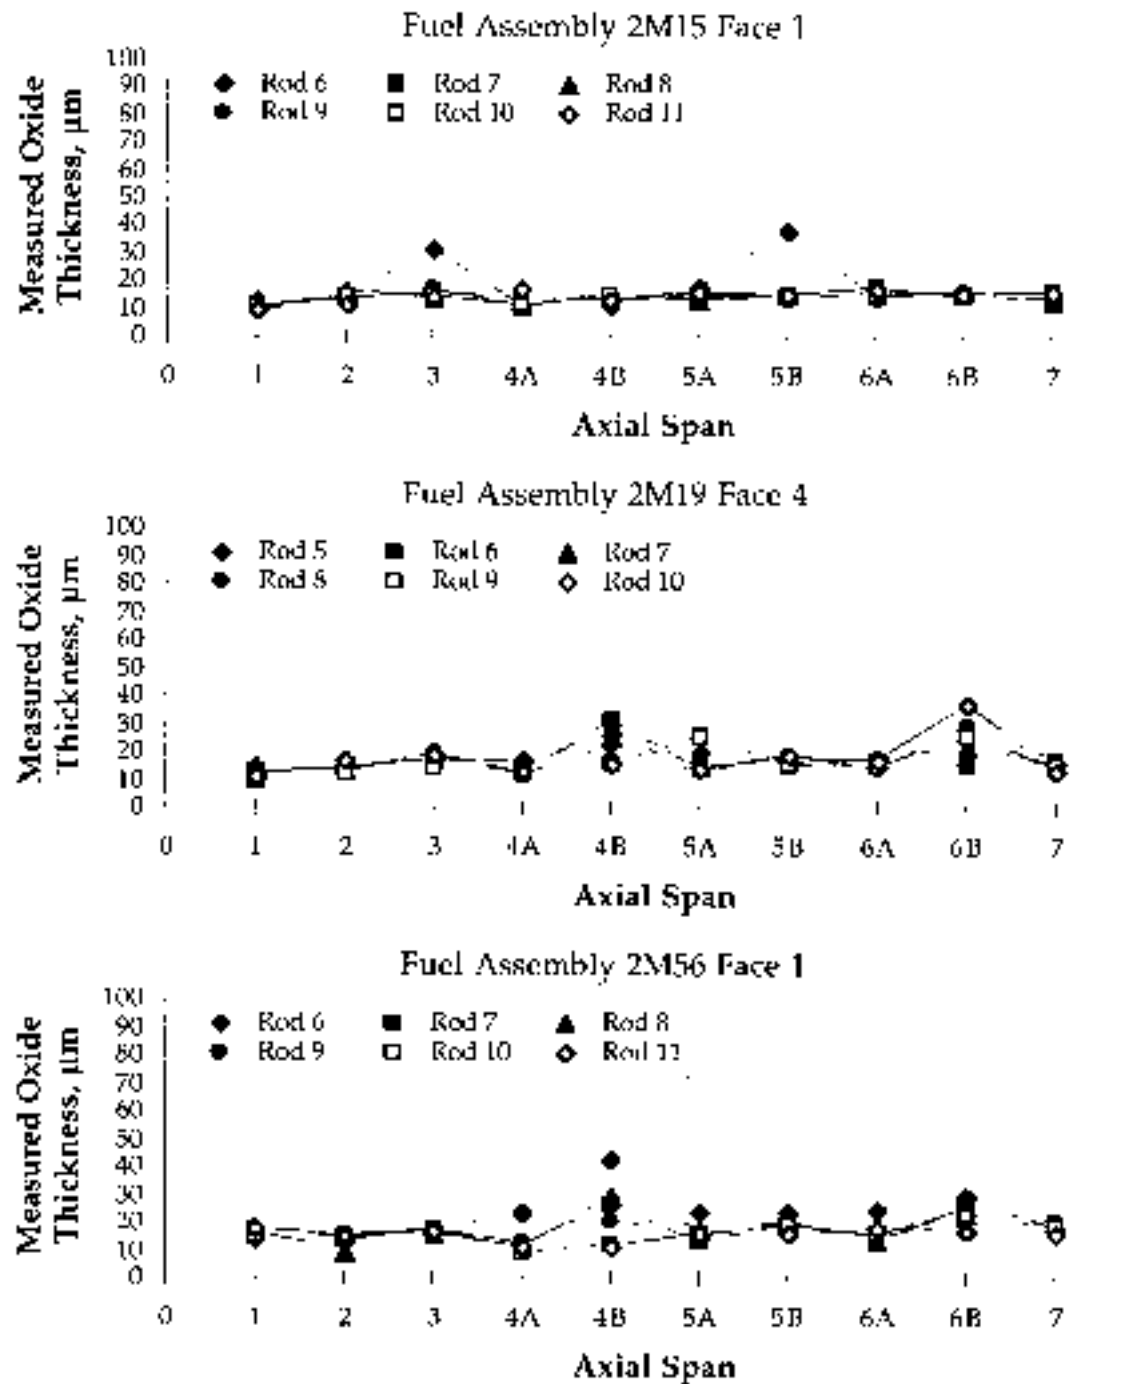 Fuel Assembly 2M15 Face 1
Measured Oxide
Thickness, µm
100
90
80
70
60
50
40
30
20
10
0
Rod 6 Rod 7 Rod 8
Rod 9 Rod 10 Rod 11
0 1 2 3 4A 4B 5A 5B 6A 6B 7
Axial Span
Fuel Assembly 2M19 Face 4
Measured Oxide
Thickness, µm
100
90
80
70
60
50
40
30
20
10
0
Rod 5 Rod 6 Rod 7
Rod 8 Rod 9 Rod 10
0 1 2 3 4A 4B 5A 5B 6A 6B 7
Axial Span
Fuel Assembly 2M56 Face 1
Measured Oxide
Thickness, µm
100
90
80
70
60
50
40
30
20
10
0
Rod 6 Rod 7 Rod 8
Rod 9 Rod 10 Rod
0 1 2 3 4A 4B 5A 5B 6A 6B 7
Axial Span